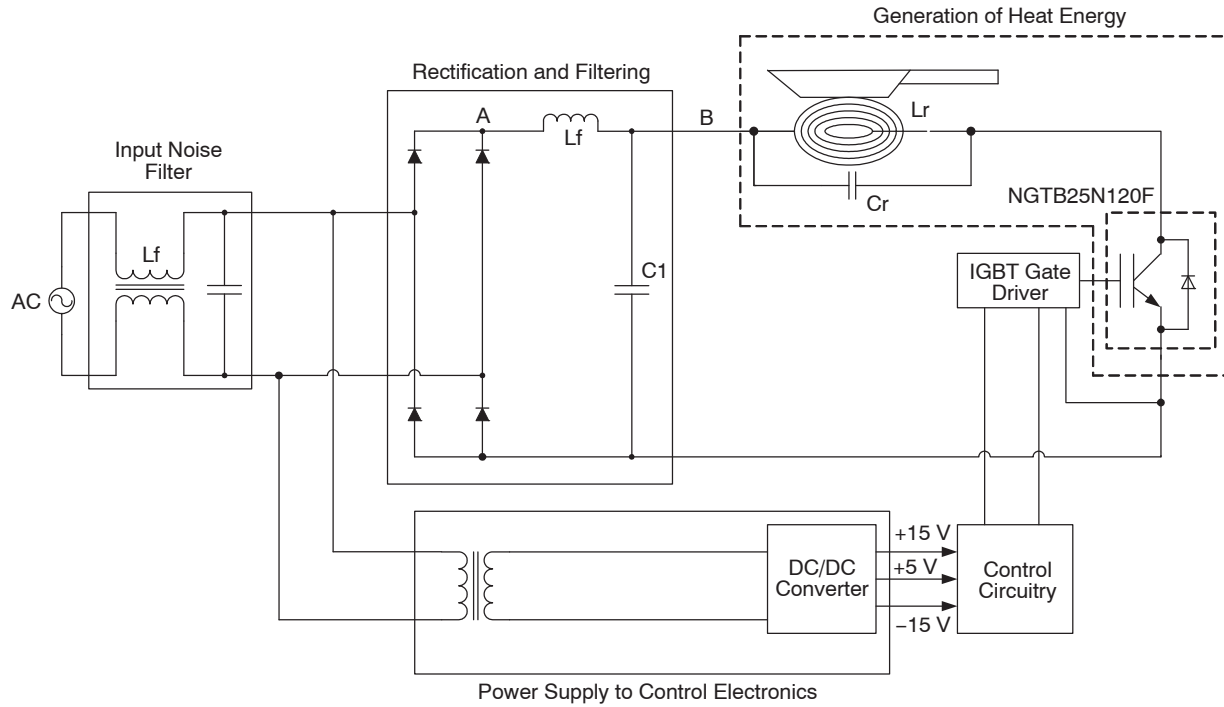 Generation of Heat Energy
Rectification and Filtering
A
B
Lf
Lr
Input Noise
Filter
Cr
NGTB25N120F
Lf
AC
C1
IGBT Gate
Driver
+15 V
+5 V
−15 V
DC/DC
Converter
Control
Circuitry
Power Supply to Control Electronics